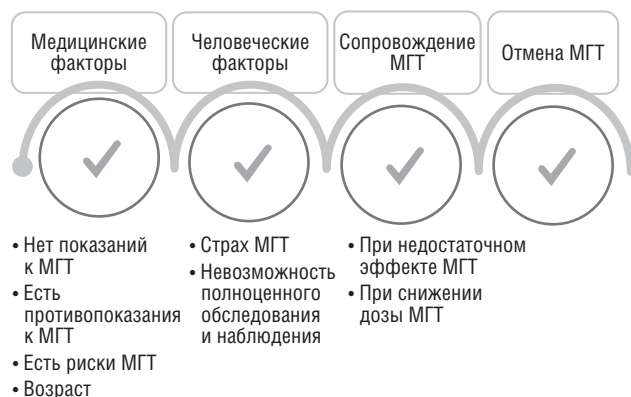 Медицинские
факторы
Человеческие
факторы
Сопровождение
МГТ
Отмена МГТ
• Нет показаний
к МГТ
• Есть
противопоказания
к МГТ
• Есть риски МГТ
• Возраст
• Страх МГТ
• Невозможность
полноценного
обследования
и наблюдения
• При недостаточном
эффекте МГТ
• При снижении
дозы МГТ